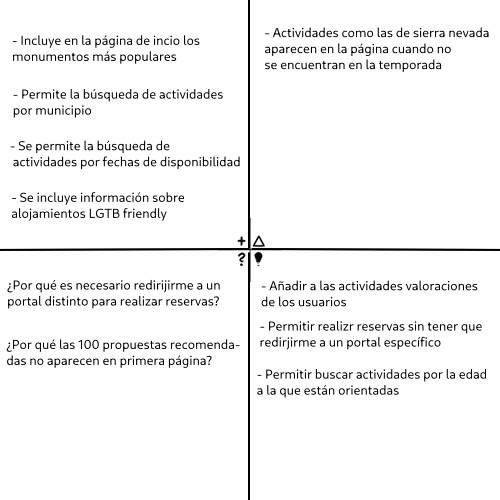 - Incluye en la página de incio los
monumentos más populares
- Permite la búsqueda de actividades
por municipio
- Se permite la búsqueda de
actividades por fechas de disponibilidad
- Se incluye información sobre
alojamientos LGTB friendly
- Actividades como las de sierra nevada
aparecen en la página cuando no
se encuentran en la temporada
+ △
?
¿Por qué es necesario redirijirme a un
portal distinto para realizar reservas?
¿Por qué las 100 propuestas recomenda-
das no aparecen en primera página?
- Añadir a las actividades valoraciones
de los usuarios
- Permitir realizr reservas sin tener que
redirjirme a un portal específico
- Permitir buscar actividades por la edad
a la que están orientadas